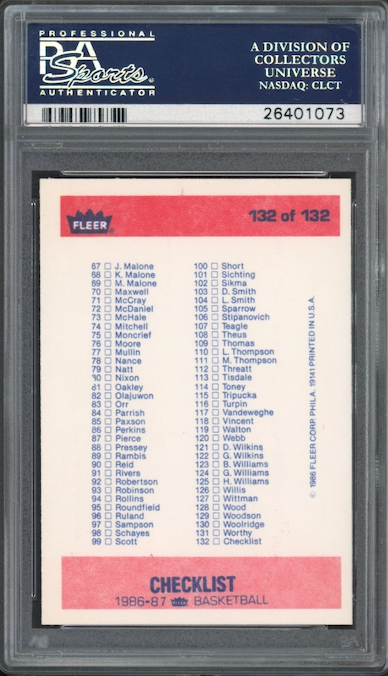 PROFESSIONAL
PSA
Sports
AUTHENTICATOR
A DIVISION OF
COLLECTORS
UNIVERSE
NASDAQ: CLCT
26401073
FLEER
132 of 132
67 J. Malone
68 K. Malone
69 M. Malone
70 Maxwell
71 McCray
72 McDaniel
73 McHale
74 Mitchell
75 Moncrief
76 Moore
77 Mullin
78 Nance
79 Natt
80 Nixon
81 Oakley
82 Olajuwon
83 Orr
84 Parrish
85 Paxson
86 Perkins
87 Pierce
88 Pressey
89 Rambis
90 Reid
91 Rivers
92 Robertson
93 Robinson
94 Rollins
95 Roundfield
96 Ruland
97 Sampson
98 Schayes
99 Scott
100 Short
101 Sichting
102 Sikma
103 D. Smith
104 L. Smith
105 Sparrow
106 Stipanovich
107 Teagle
108 Theus
109 Thomas
110 L. Thompson
111 M. Thompson
112 Threatt
113 Tisdale
114 Toney
115 Tripucka
116 Turpin
117 Vandeweghe
118 Vincent
119 Walton
120 Webb
121 D. Wilkins
122 G. Wilkins
123 B. Williams
124 G. Williams
125 H. Williams
126 Willis
127 Wittman
128 Wood
129 Woodson
130 Woolridge
131 Worthy
132 Checklist
© 1986 FLEER CORP. PHILA. 19141 PRINTED IN U.S.A.
CHECKLIST
1986-87 FLEER BASKETBALL